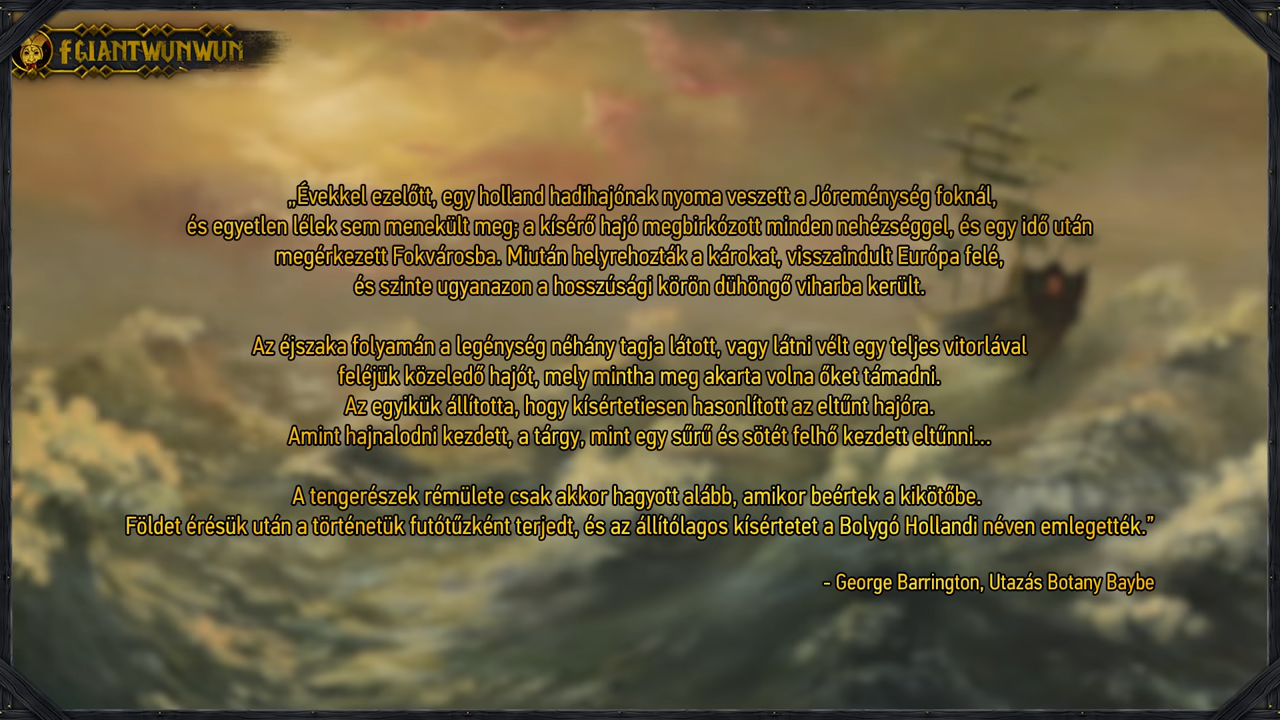 fGIANTWUNWUN
„Évekkel ezelőtt, egy holland hadihajónak nyoma veszett a Jóreménység foknál,
és egyetlen lélek sem menekült meg; a kísérő hajó megbirkózott minden nehézséggel, és egy idő után
megérkezett Fokvárosba. Miután helyrehozták a károkat, visszaindult Európa felé,
és szinte ugyanazon a hosszúsági körön dühöngő viharba került.
Az éjszaka folyamán a legénység néhány tagja látott, vagy látni vélt egy teljes vitorlával
feléjük közeledő hajót, mely mintha meg akarta volna őket támadni.
Az egyikük állította, hogy kísértetiesen hasonlított az eltűnt hajóra.
Amint hajnalodni kezdett, a tárgy, mint egy sűrű és sötét felhő kezdett eltűnni...
A tengerészek rémülete csak akkor hagyott alább, amikor beértek a kikötőbe.
Földet érésük után a történetük futótűzként terjedt, és az állítólagos kísértetet a Bolygó Hollandi néven emlegették.”
- George Barrington, Utazás Botany Baybe